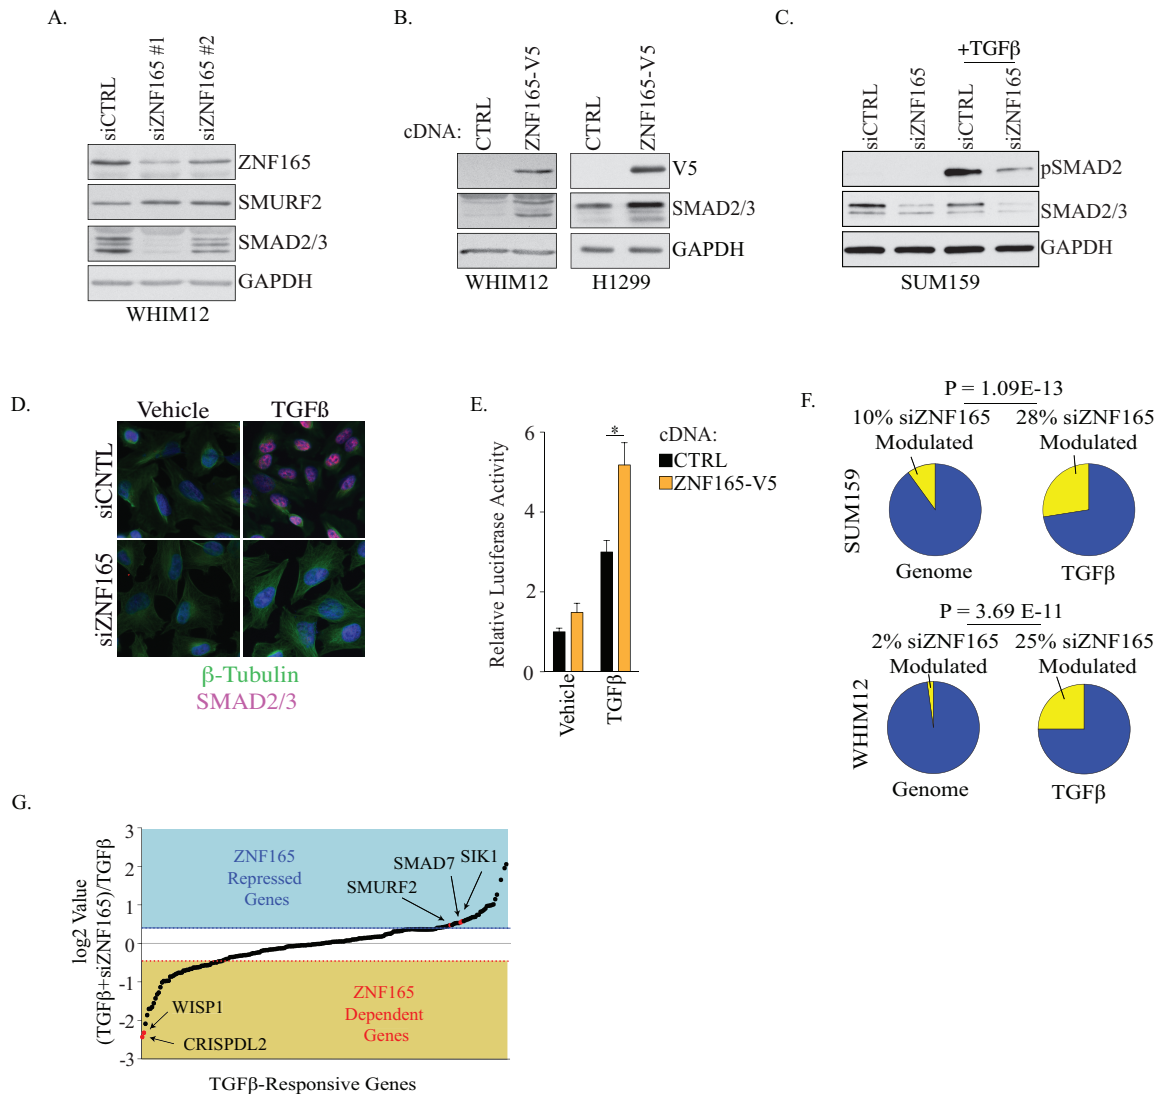 A.
siCTRL
siZNF165 #1
siZNF165 #2
ZNF165
SMURF2
SMAD2/3
GAPDH
WHIM12
B.
cDNA:
CTRL
ZNF165-V5
CTRL
ZNF165-V5
V5
SMAD2/3
GAPDH
WHIM12
H1299
C.
+TGFβ
siCTRL
siZNF165
siCTRL
siZNF165
pSMAD2
SMAD2/3
GAPDH
SUM159
D.
Vehicle
TGFß
siCNTL
siZNF165
β-Tubulin
SMAD2/3
E.
Relative Luciferase Activity
6
4
2
0
*
Vehicle
TGFβ
cDNA:
CTRL
ZNF165-V5
F.
P = 1.09E-13
10% siZNF165
Modulated
28% siZNF165
Modulated
SUM159
Genome
TGFβ
P = 3.69 E-11
2% siZNF165
Modulated
25% siZNF165
Modulated
WHIM12
Genome
TGFβ
G.
log2 Value
(TGFβ+siZNF165)/TGFβ
3
2
1
0
-1
-2
-3
ZNF165
Repressed
Genes
SMURF2
SMAD7
SIK1
WISP1
CRISPDL2
ZNF165
Dependent
Genes
TGFβ-Responsive Genes